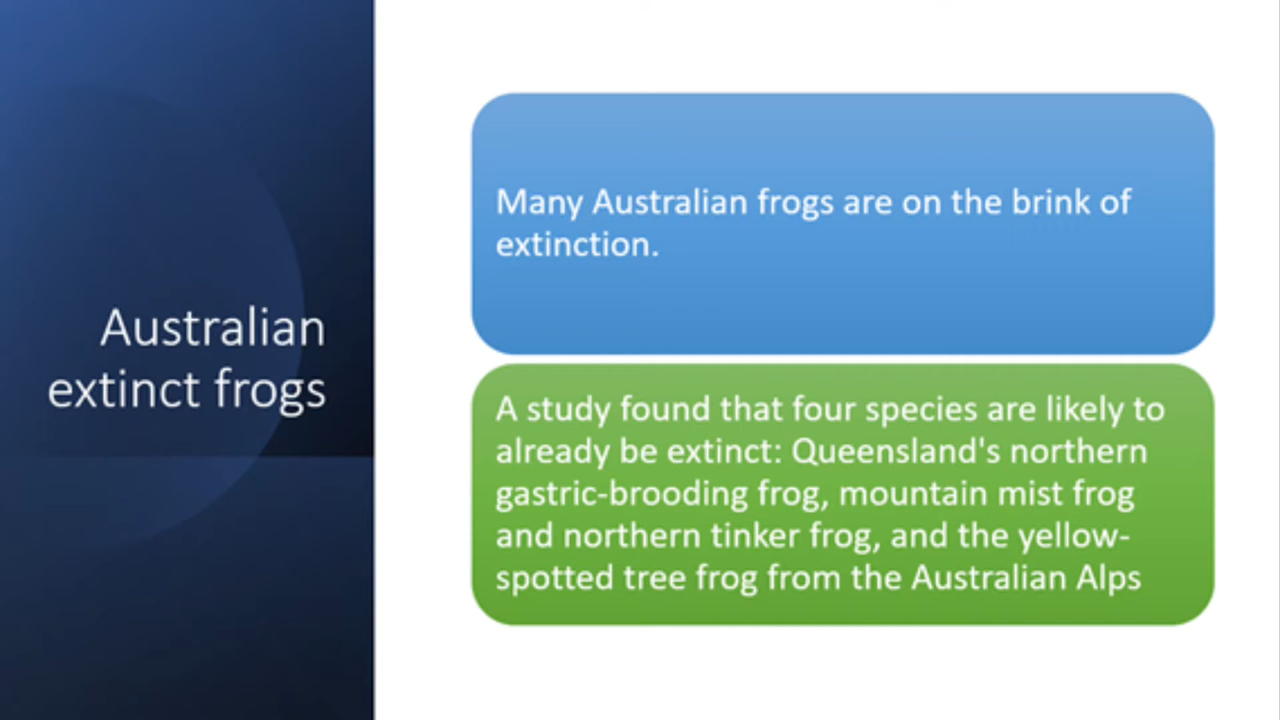 Australian
extinct frogs
Many Australian frogs are on the brink of
extinction.
A study found that four species are likely to
already be extinct: Queensland's northern
gastric-brooding frog, mountain mist frog
and northern tinker frog, and the yellow-
spotted tree frog from the Australian Alps